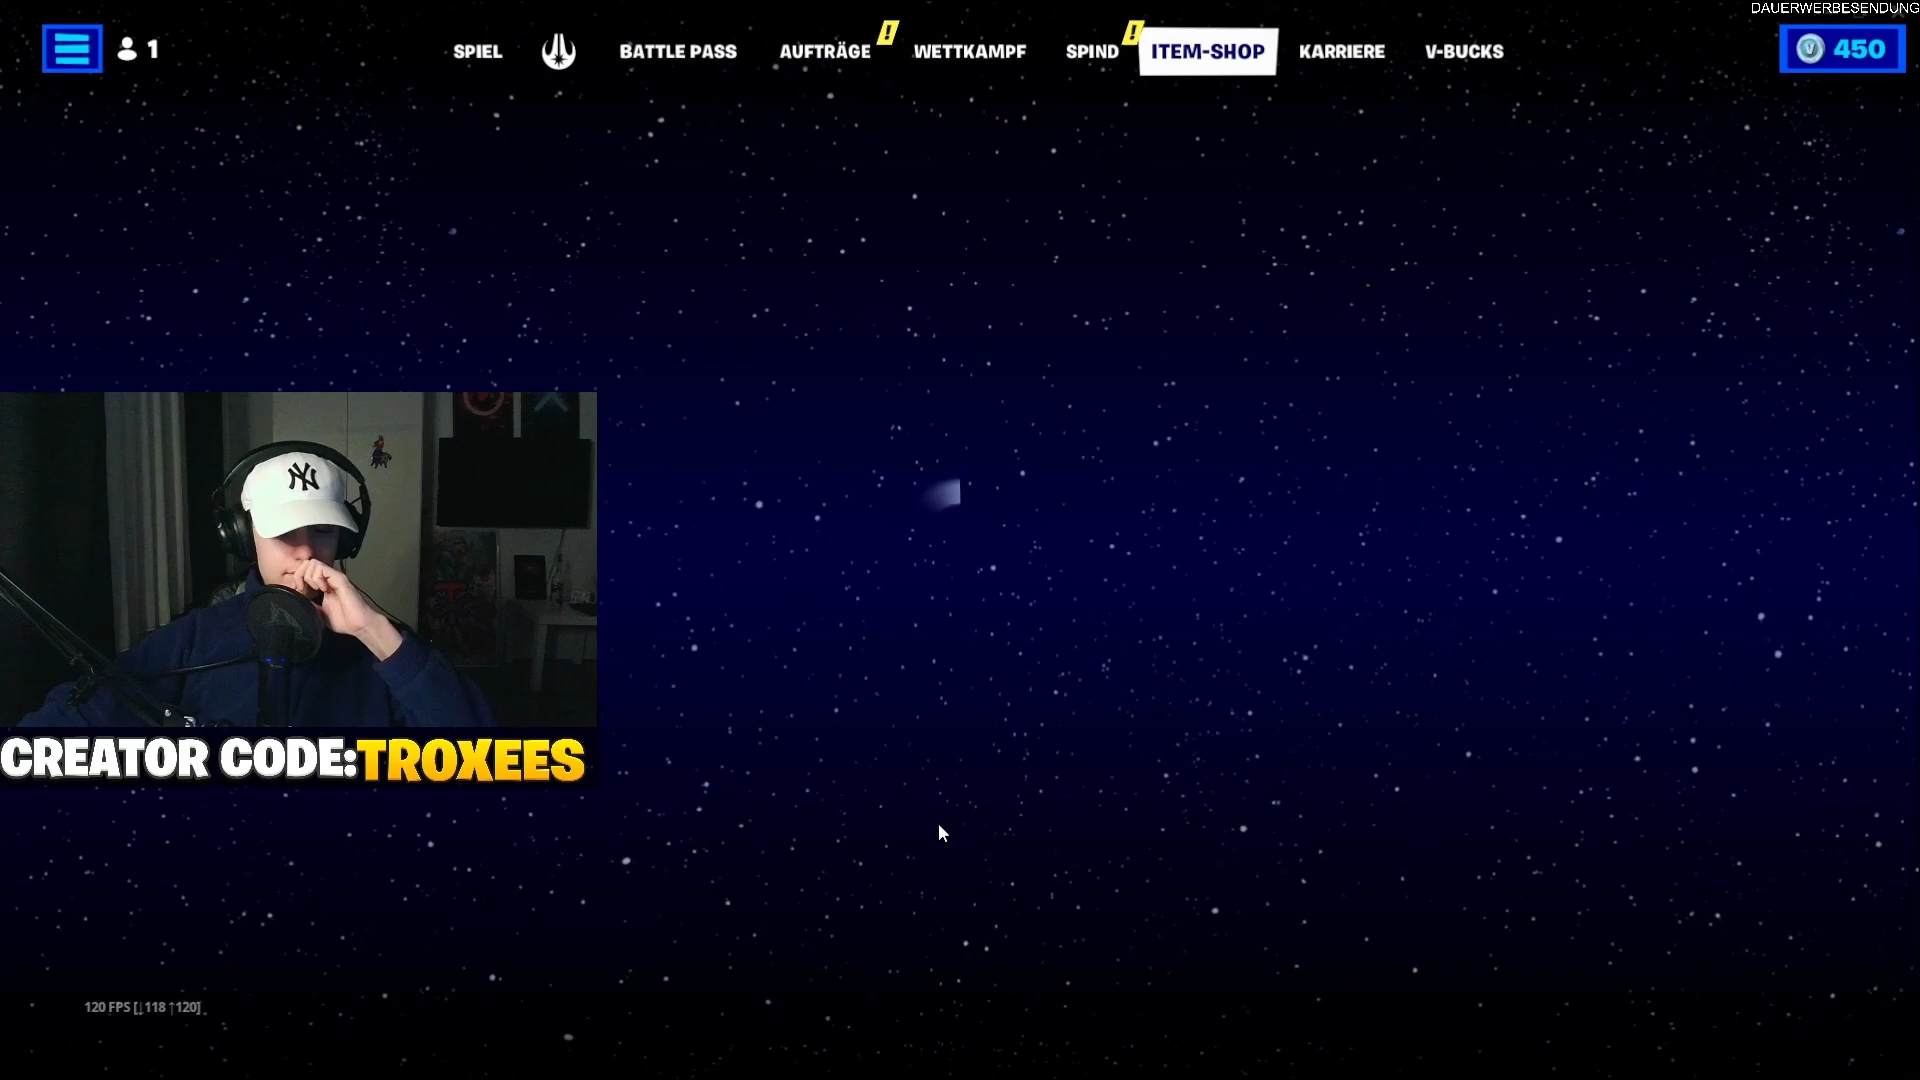 DAUERWERBESENDUNG
1
SPIEL
BATTLE PASS
AUFTRÄGE
!
WETTKAMPF
SPIND
!
ITEM-SHOP
KARRIERE
V-BUCKS
V
450
NY
CREATOR CODE:TROXEES
120 FPS [↓118 ↑120]